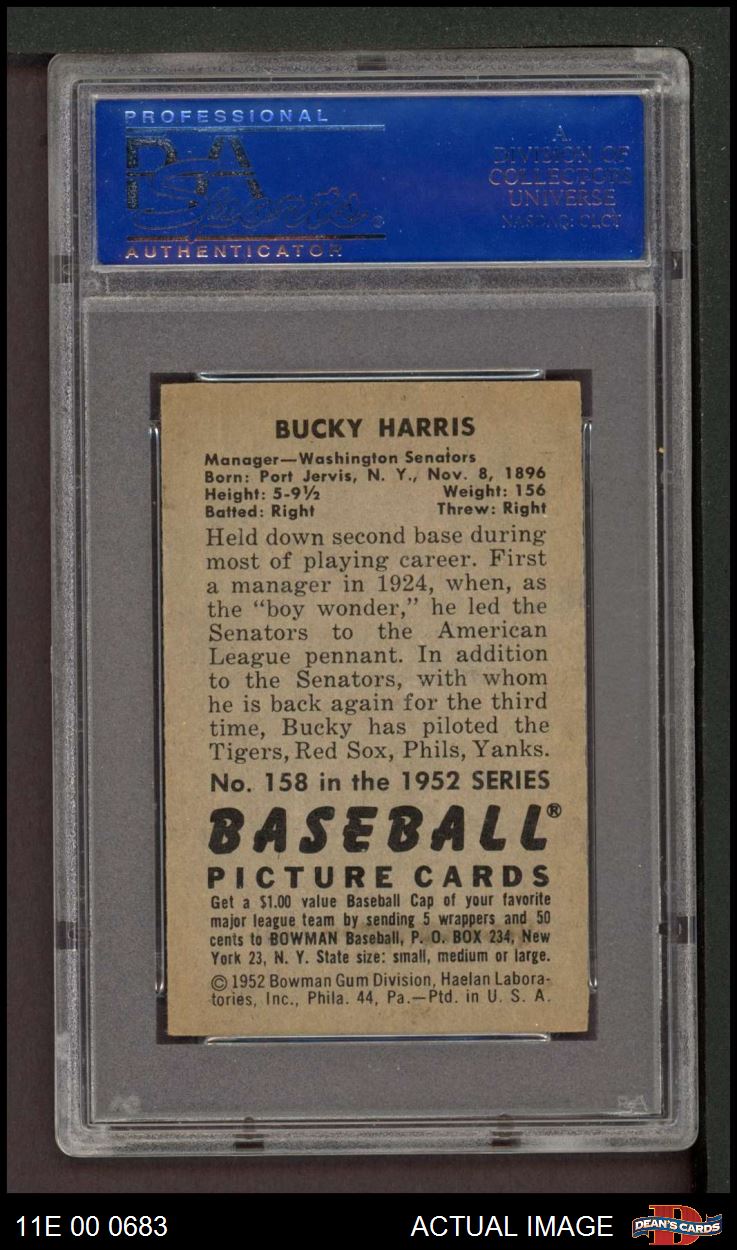 PROFESSIONAL
PSA
Sports®
AUTHENTICATOR
A
DIVISION OF
COLLECTORS
UNIVERSE
NASDAQ: CLCT
BUCKY HARRIS
Manager—Washington Senators
Born: Port Jervis, N. Y., Nov. 8, 1896
Height: 5-9½ Weight: 156
Batted: Right Threw: Right
Held down second base during
most of playing career. First
a manager in 1924, when, as
the “boy wonder,” he led the
Senators to the American
League pennant. In addition
to the Senators, with whom
he is back again for the third
time, Bucky has piloted the
Tigers, Red Sox, Phils, Yanks.
No. 158 in the 1952 SERIES
BASEBALL®
PICTURE CARDS
Get a $1.00 value Baseball Cap of your favorite
major league team by sending 5 wrappers and 50
cents to BOWMAN Baseball, P. O. BOX 234, New
York 23, N. Y. State size: small, medium or large.
© 1952 Bowman Gum Division, Haelan Labora-
tories, Inc., Phila. 44, Pa.—Ptd. in U. S. A.
PSA
11E 00 0683 ACTUAL IMAGE DEAN'S CARDS